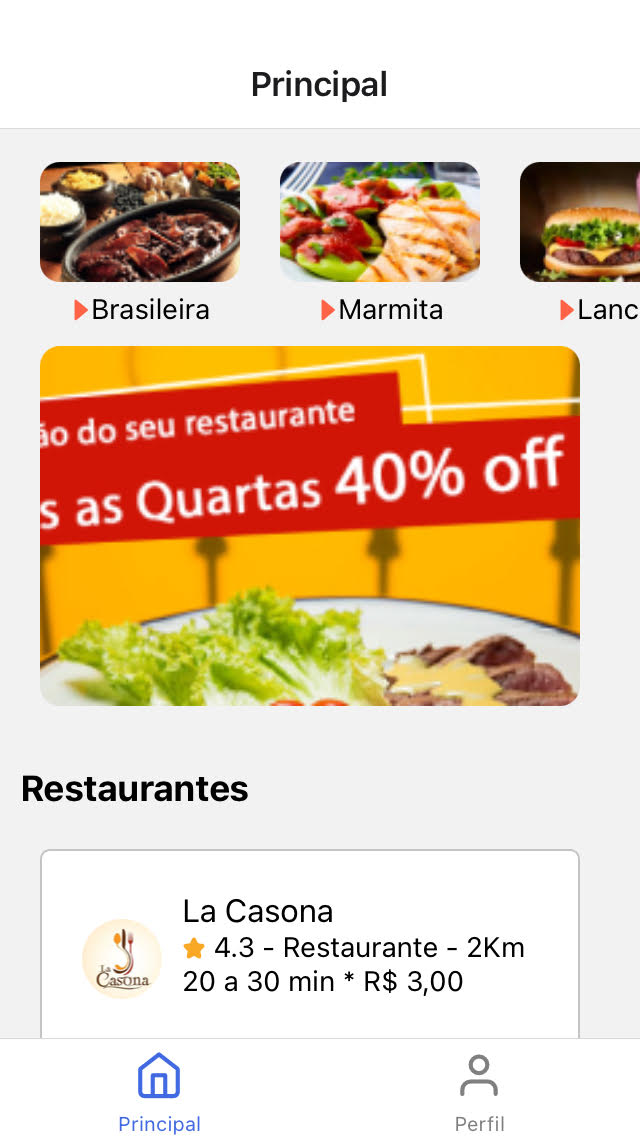 Principal
Brasileira
Marmita
Lanc
ão do seu restaurante
s as Quartas 40% off
Restaurantes
La Casona
4.3 - Restaurante - 2Km
20 a 30 min * R$ 3,00
La
Casona
Principal
Perfil